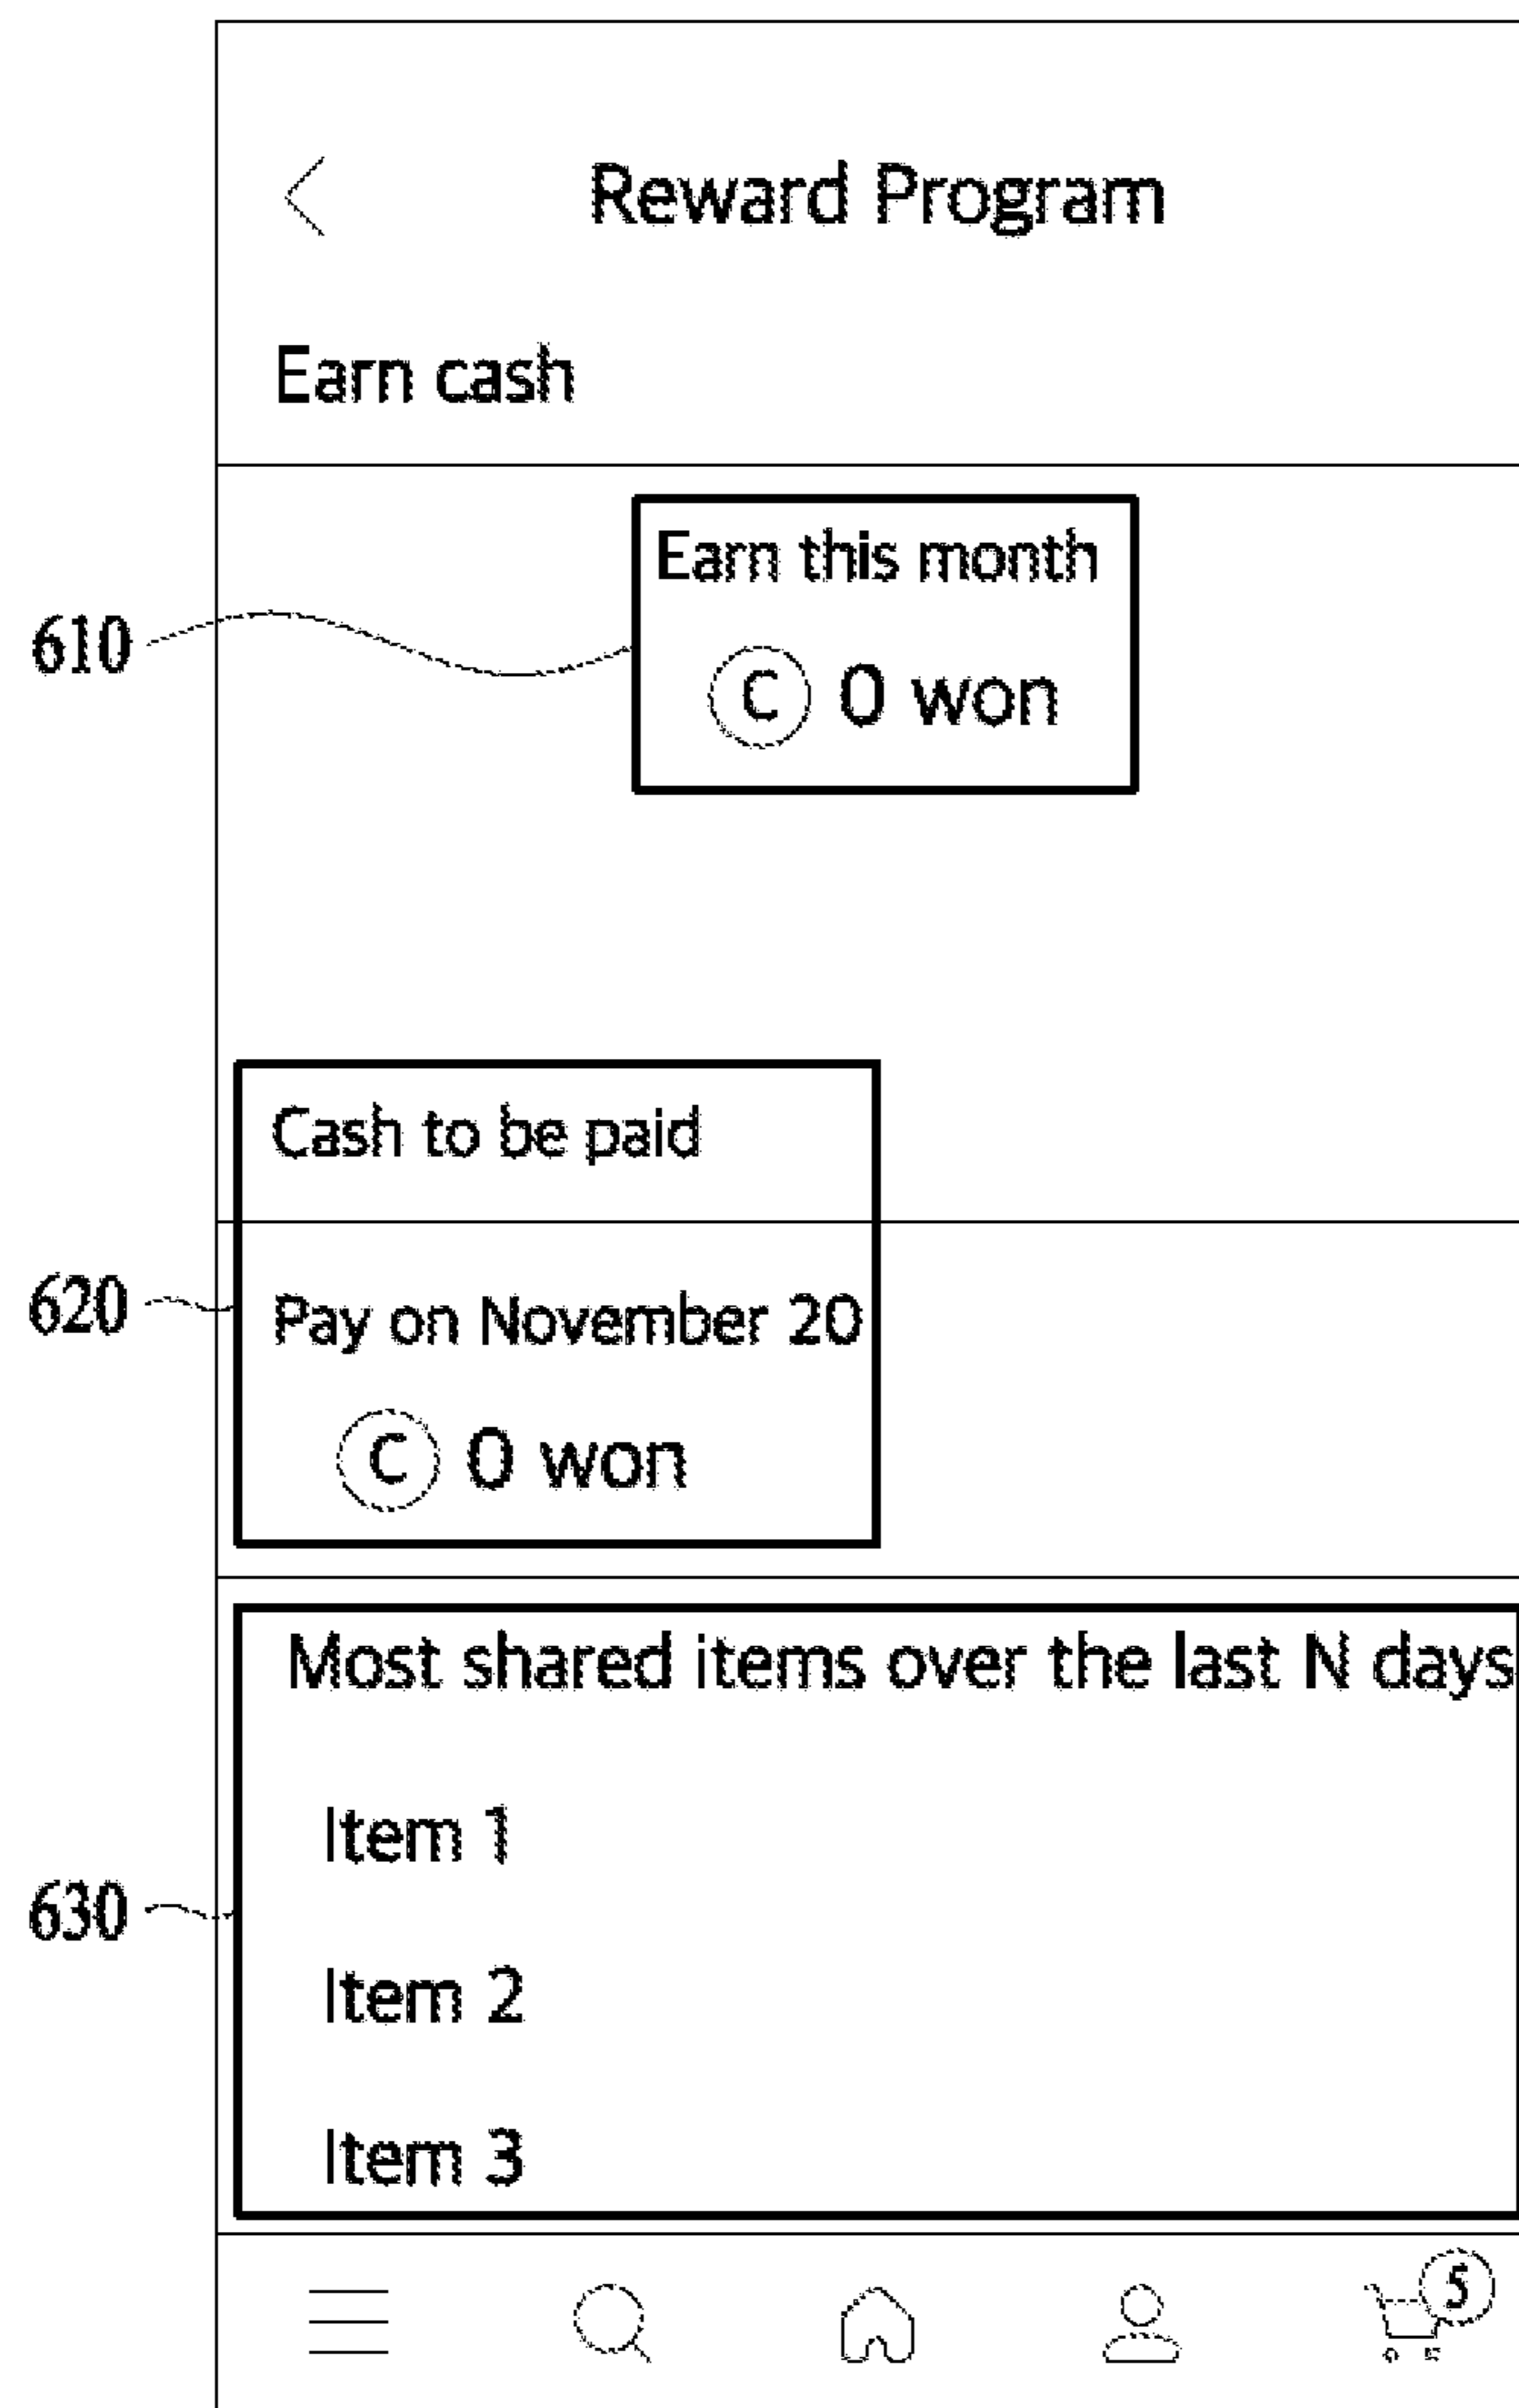 Reward Program
Earn cash
Earn this month
610
C 0 won
Cash to be paid
620
Pay on November 20
C 0 won
Most shared items over the last N days
Item 1
630
Item 2
Item 3
5